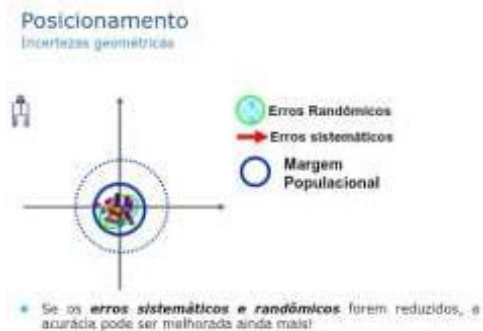 Posicionamento
Incertezas geométricas
Erros Randômicos
Erros sistemáticos
Margem
Populacional
Se os erros sistemáticos e randômicos forem reduzidos, a
acurácia pode ser melhorada ainda mais!